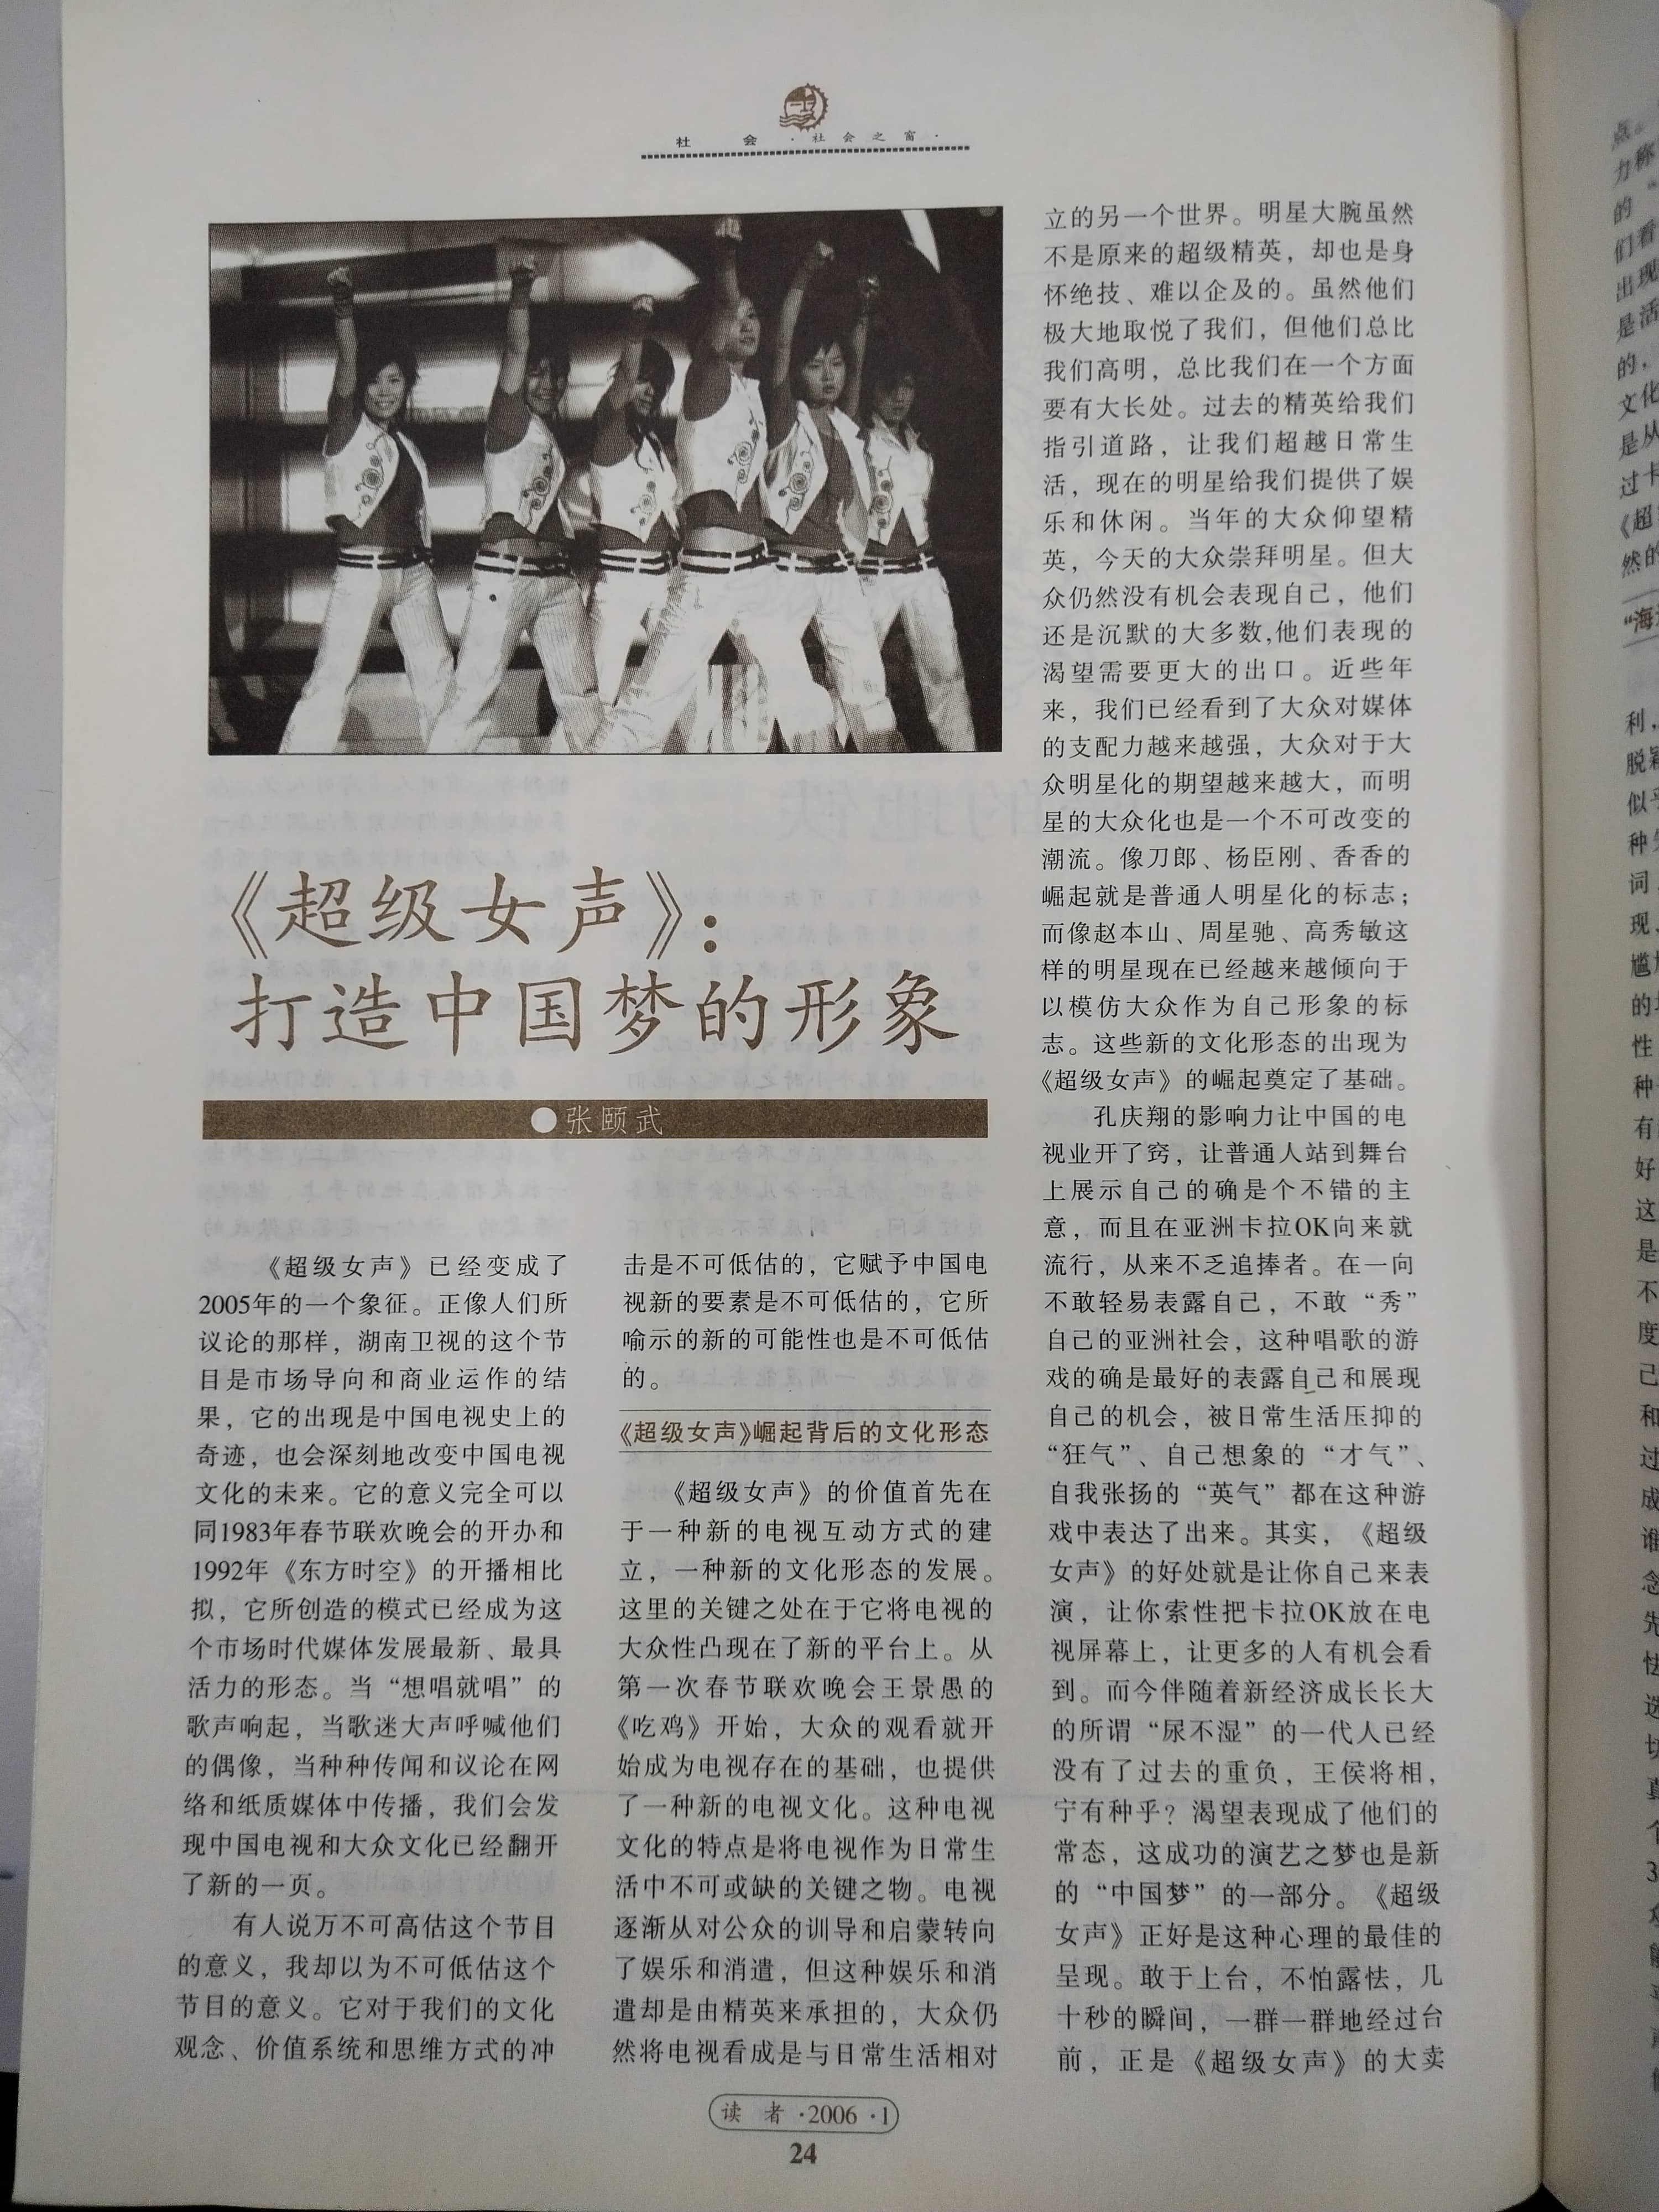 社 会 ·社会之窗·
《超级女声》:
打造中国梦的形象
●张颐武
《超级女声》已经变成了
2005年的一个象征。正像人们所
议论的那样，湖南卫视的这个节
目是市场导向和商业运作的结
果，它的出现是中国电视史上的
奇迹，也会深刻地改变中国电视
文化的未来。它的意义完全可以
同1983年春节联欢晚会的开办和
1992年《东方时空》的开播相比
拟，它所创造的模式已经成为这
个市场时代媒体发展最新、最具
活力的形态。当“想唱就唱”的
歌声响起，当歌迷大声呼喊他们
的偶像，当种种传闻和议论在网
络和纸质媒体中传播，我们会发
现中国电视和大众文化已经翻开
了新的一页。
有人说万不可高估这个节目
的意义，我却以为不可低估这个
节目的意义。它对于我们的文化
观念、价值系统和思维方式的冲
击是不可低估的，它赋予中国电
视新的要素是不可低估的，它所
喻示的新的可能性也是不可低估
的。
《超级女声》崛起背后的文化形态
《超级女声》的价值首先在
于一种新的电视互动方式的建
立，一种新的文化形态的发展。
这里的关键之处在于它将电视的
大众性凸现在了新的平台上。从
第一次春节联欢晚会王景愚的
《吃鸡》开始，大众的观看就开
始成为电视存在的基础，也提供
了一种新的电视文化。这种电视
文化的特点是将电视作为日常生
活中不可或缺的关键之物。电视
逐渐从对公众的训导和启蒙转向
了娱乐和消遣，但这种娱乐和消
遣却是由精英来承担的，大众仍
然将电视看成是与日常生活相对
立的另一个世界。明星大腕虽然
不是原来的超级精英，却也是身
怀绝技、难以企及的。虽然他们
极大地取悦了我们，但他们总比
我们高明，总比我们在一个方面
要有大长处。过去的精英给我们
指引道路，让我们超越日常生
活，现在的明星给我们提供了娱
乐和休闲。当年的大众仰望精
英，今天的大众崇拜明星。但大
众仍然没有机会表现自己，他们
还是沉默的大多数,他们表现的
渴望需要更大的出口。近些年
来，我们已经看到了大众对媒体
的支配力越来越强，大众对于大
众明星化的期望越来越大，而明
星的大众化也是一个不可改变的
潮流。像刀郎、杨臣刚、香香的
崛起就是普通人明星化的标志；
而像赵本山、周星驰、高秀敏这
样的明星现在已经越来越倾向于
以模仿大众作为自己形象的标
志。这些新的文化形态的出现为
《超级女声》的崛起奠定了基础。
孔庆翔的影响力让中国的电
视业开了窍，让普通人站到舞台
上展示自己的确是个不错的主
意，而且在亚洲卡拉OK向来就
流行，从来不乏追捧者。在一向
不敢轻易表露自己，不敢“秀”
自己的亚洲社会，这种唱歌的游
戏的确是最好的表露自己和展现
自己的机会，被日常生活压抑的
“狂气”、自己想象的“才气”、
自我张扬的“英气”都在这种游
戏中表达了出来。其实，《超级
女声》的好处就是让你自己来表
演，让你索性把卡拉OK放在电
视屏幕上，让更多的人有机会看
到。而今伴随着新经济成长长大
的所谓“尿不湿”的一代人已经
没有了过去的重负，王侯将相，
宁有种乎？渴望表现成了他们的
常态，这成功的演艺之梦也是新
的“中国梦”的一部分。《超级
女声》正好是这种心理的最佳的
呈现。敢于上台，不怕露怯，几
十秒的瞬间，一群一群地经过台
前，正是《超级女声》的大卖
读 者 ·2006 ·1
24